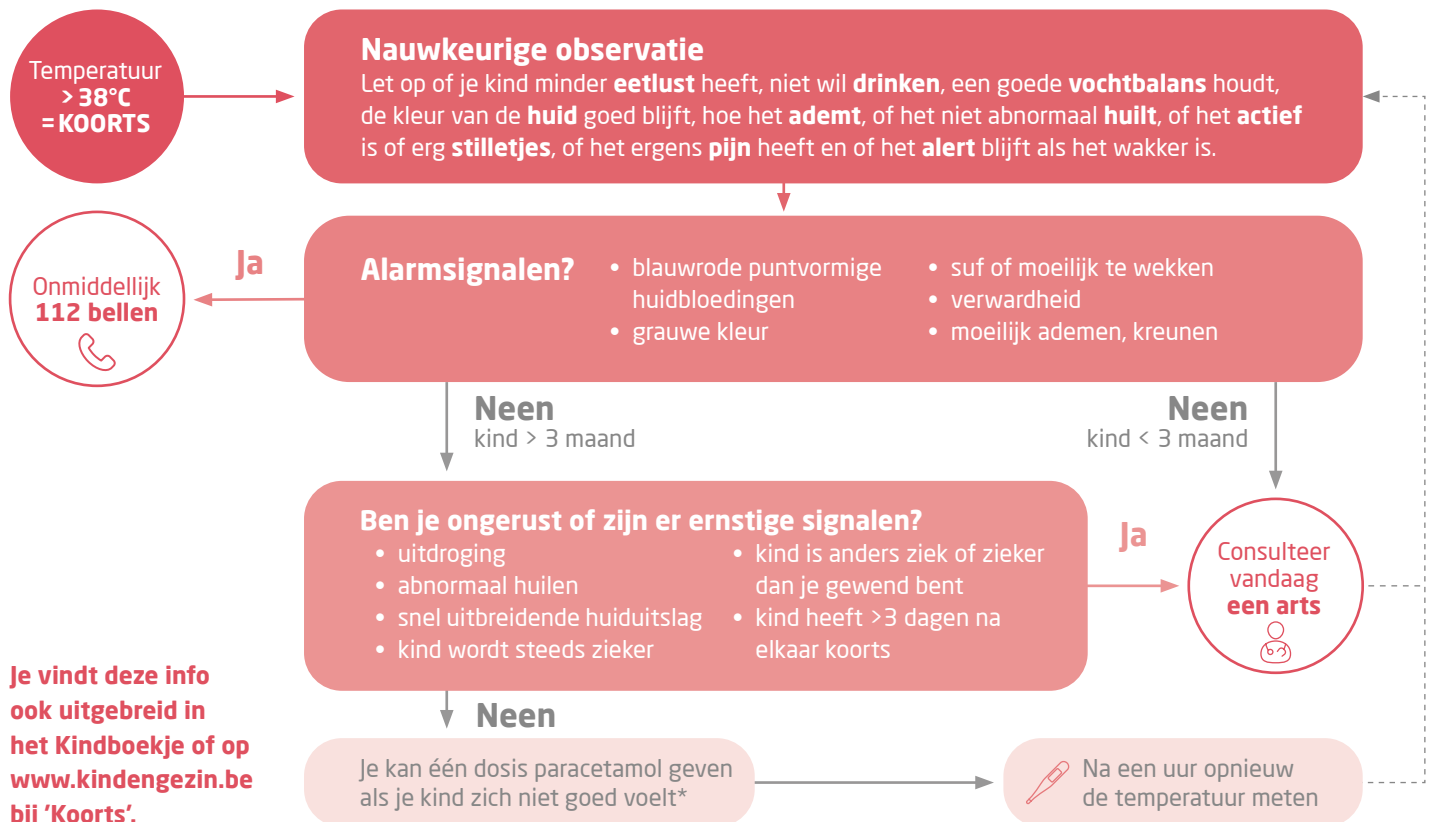 Temperatuur
> 38°C
= KOORTS
Nauwkeurige observatie
Let op of je kind minder eetlust heeft, niet wil drinken, een goede vochtbalans houdt,
de kleur van de huid goed blijft, hoe het ademt, of het niet abnormaal huilt, of het actief
is of erg stilletjes, of het ergens pijn heeft en of het alert blijft als het wakker is.
Onmiddellijk
112 bellen
Ja
Alarmsignalen?
• blauwrode puntvormige
huidbloedingen
• grauwe kleur
• suf of moeilijk te wekken
• verwardheid
• moeilijk ademen, kreunen
Neen
kind > 3 maand
Neen
kind < 3 maand
Ben je ongerust of zijn er ernstige signalen?
• uitdroging
• abnormaal huilen
• snel uitbreidende huiduitslag
• kind wordt steeds zieker
• kind is anders ziek of zieker
dan je gewend bent
• kind heeft >3 dagen na
elkaar koorts
Ja
Consulteer
vandaag
een arts
Neen
Je kan één dosis paracetamol geven
als je kind zich niet goed voelt*
Na een uur opnieuw
de temperatuur meten
Je vindt deze info
ook uitgebreid in
het Kindboekje of op
www.kindengezin.be
bij 'Koorts'.